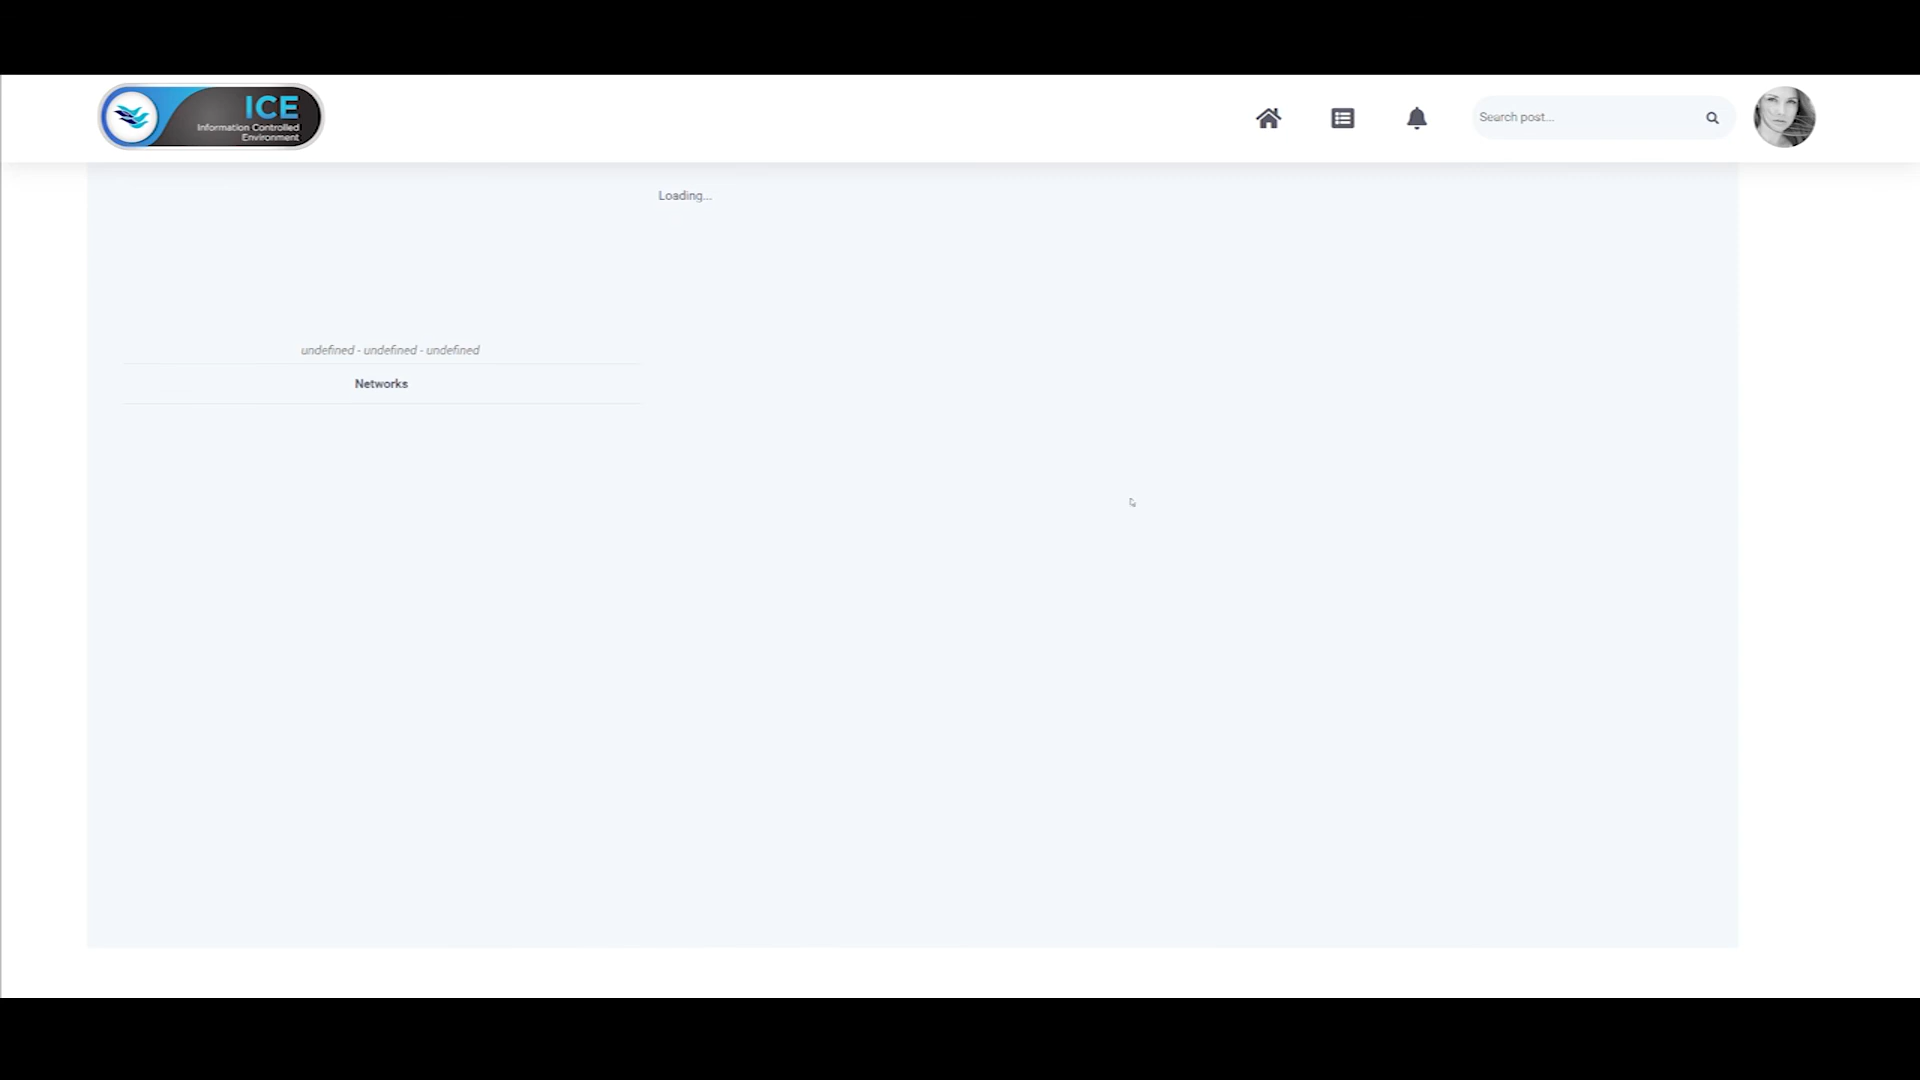 ICE
Information Controlled
Environment
Search post...
Loading...
undefined - undefined - undefined
Networks